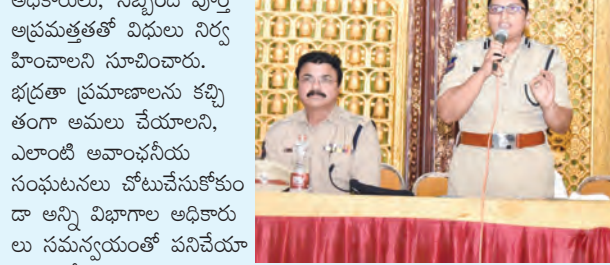 అధికారులు, సిబ్బంది పూర్తి
అప్రమత్తతతో విధులు నిర్వ
హించాలని సూచించారు.
భద్రతా ప్రమాణాలను కచ్చి
తంగా అమలు చేయాలని,
ఎలాంటి అవాంఛనీయ
సంఘటనలు చోటుచేసుకోకుం
డా అన్ని విభాగాల అధికారు
లు సమన్వయంతో పనిచేయా